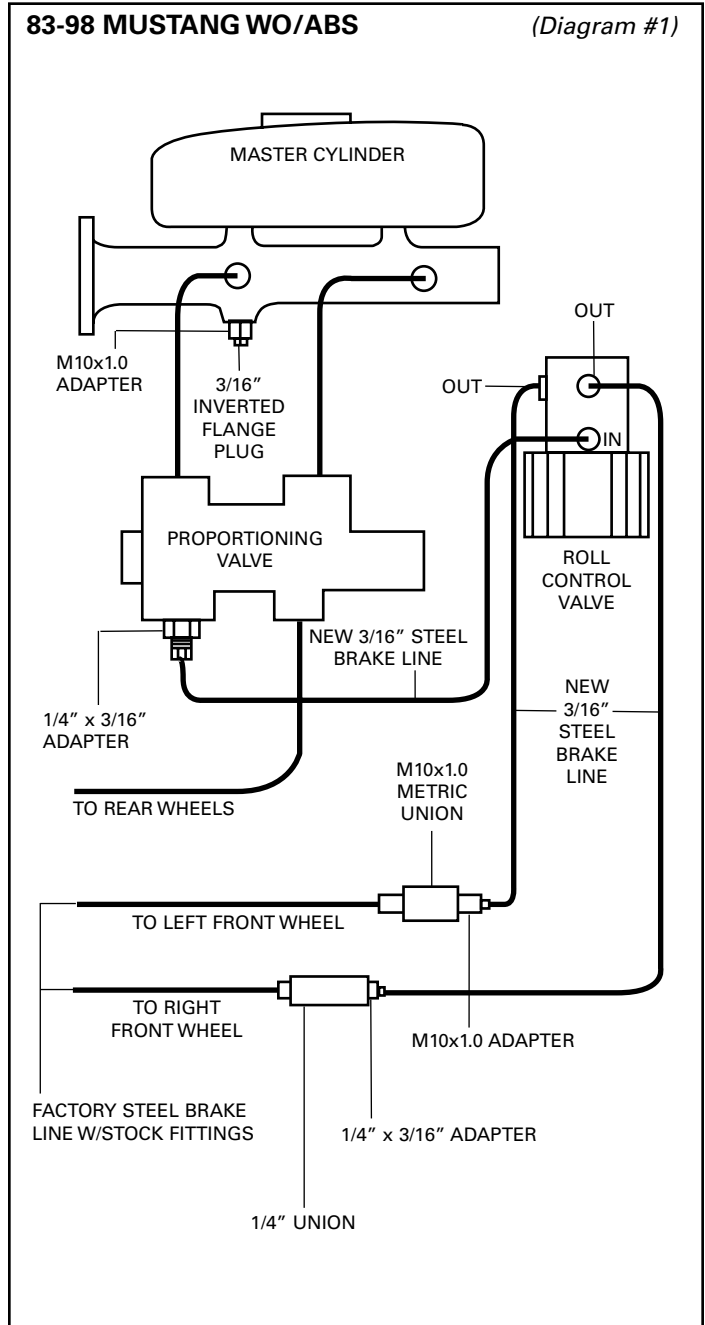 83-98 MUSTANG WO/ABS (Diagram #1)
MASTER CYLINDER
OUT
M10x1.0
ADAPTER
3/16"
INVERTED
FLANGE
PLUG
OUT
IN
PROPORTIONING
VALVE
ROLL
CONTROL
VALVE
NEW 3/16" STEEL
BRAKE LINE
1/4" x 3/16"
ADAPTER
NEW
3/16"
STEEL
BRAKE
LINE
TO REAR WHEELS
M10x1.0
METRIC
UNION
TO LEFT FRONT WHEEL
TO RIGHT
FRONT WHEEL
M10x1.0 ADAPTER
FACTORY STEEL BRAKE
LINE W/STOCK FITTINGS
1/4" x 3/16" ADAPTER
1/4" UNION